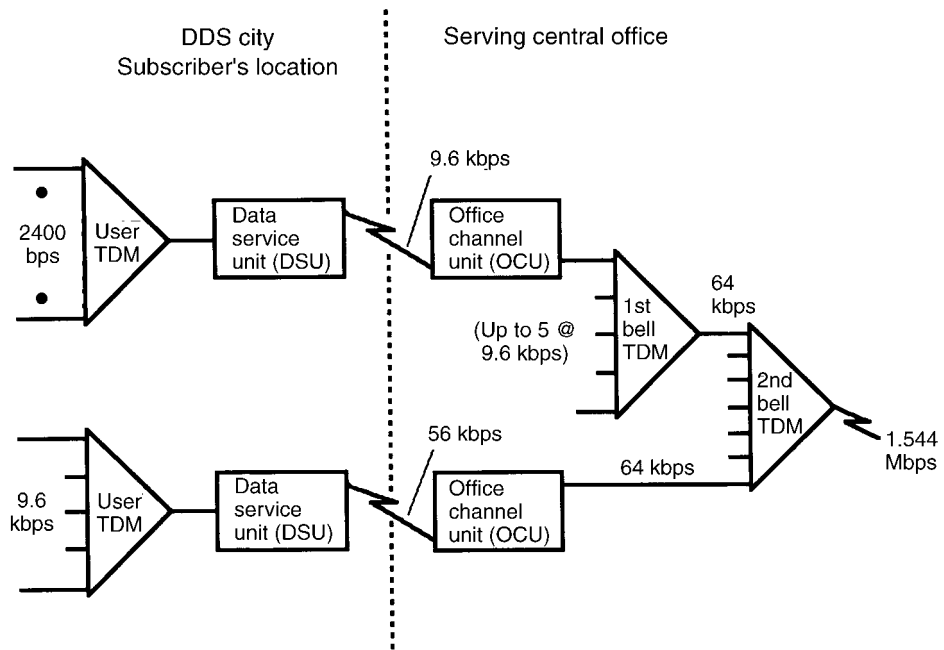 DDS city
Subscriber's location
Serving central office
9.6 kbps
2400
bps
User
TDM
Data
service
unit (DSU)
Office
channel
unit (OCU)
64
kbps
(Up to 5 @
9.6 kbps)
1st
bell
TDM
2nd
bell
TDM
1.544
Mbps
56 kbps
64 kbps
9.6
kbps
User
TDM
Data
service
unit (DSU)
Office
channel
unit (OCU)